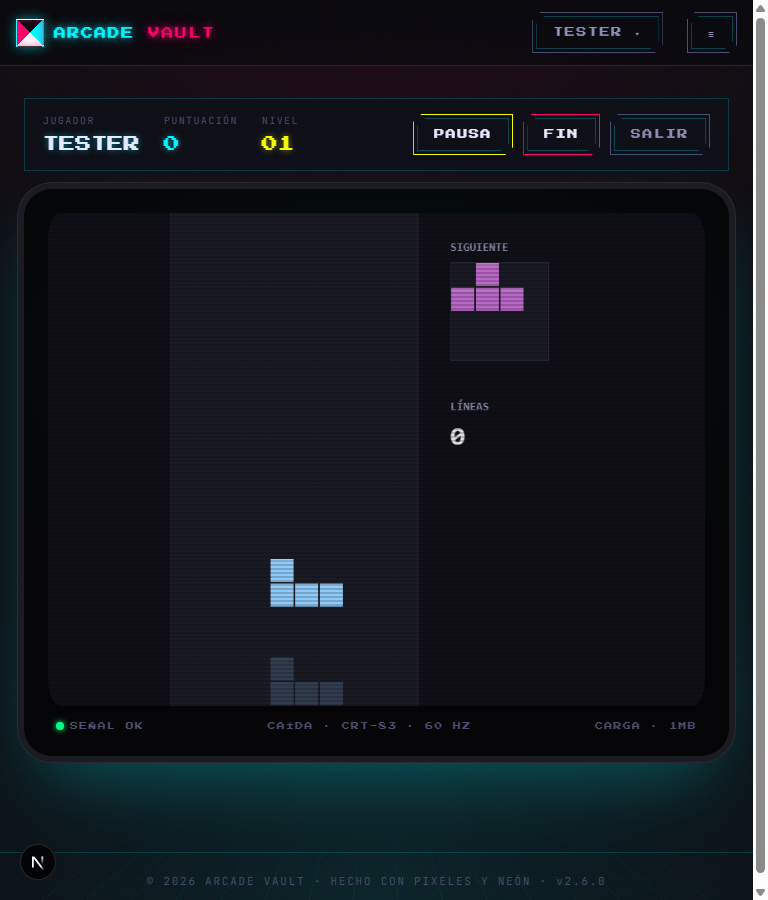 ARCADE VAULT
TESTER
≡
JUGADOR
TESTER
PUNTUACIÓN
0
NIVEL
01
PAUSA
FIN
SALIR
SIGUIENTE
LÍNEAS
0
SEÑAL OK
CAÍDA · CRT-83 · 60 HZ
CARGA · 1MB
N
© 2026 ARCADE VAULT · HECHO CON PIXELES Y NEÓN · v2.6.0